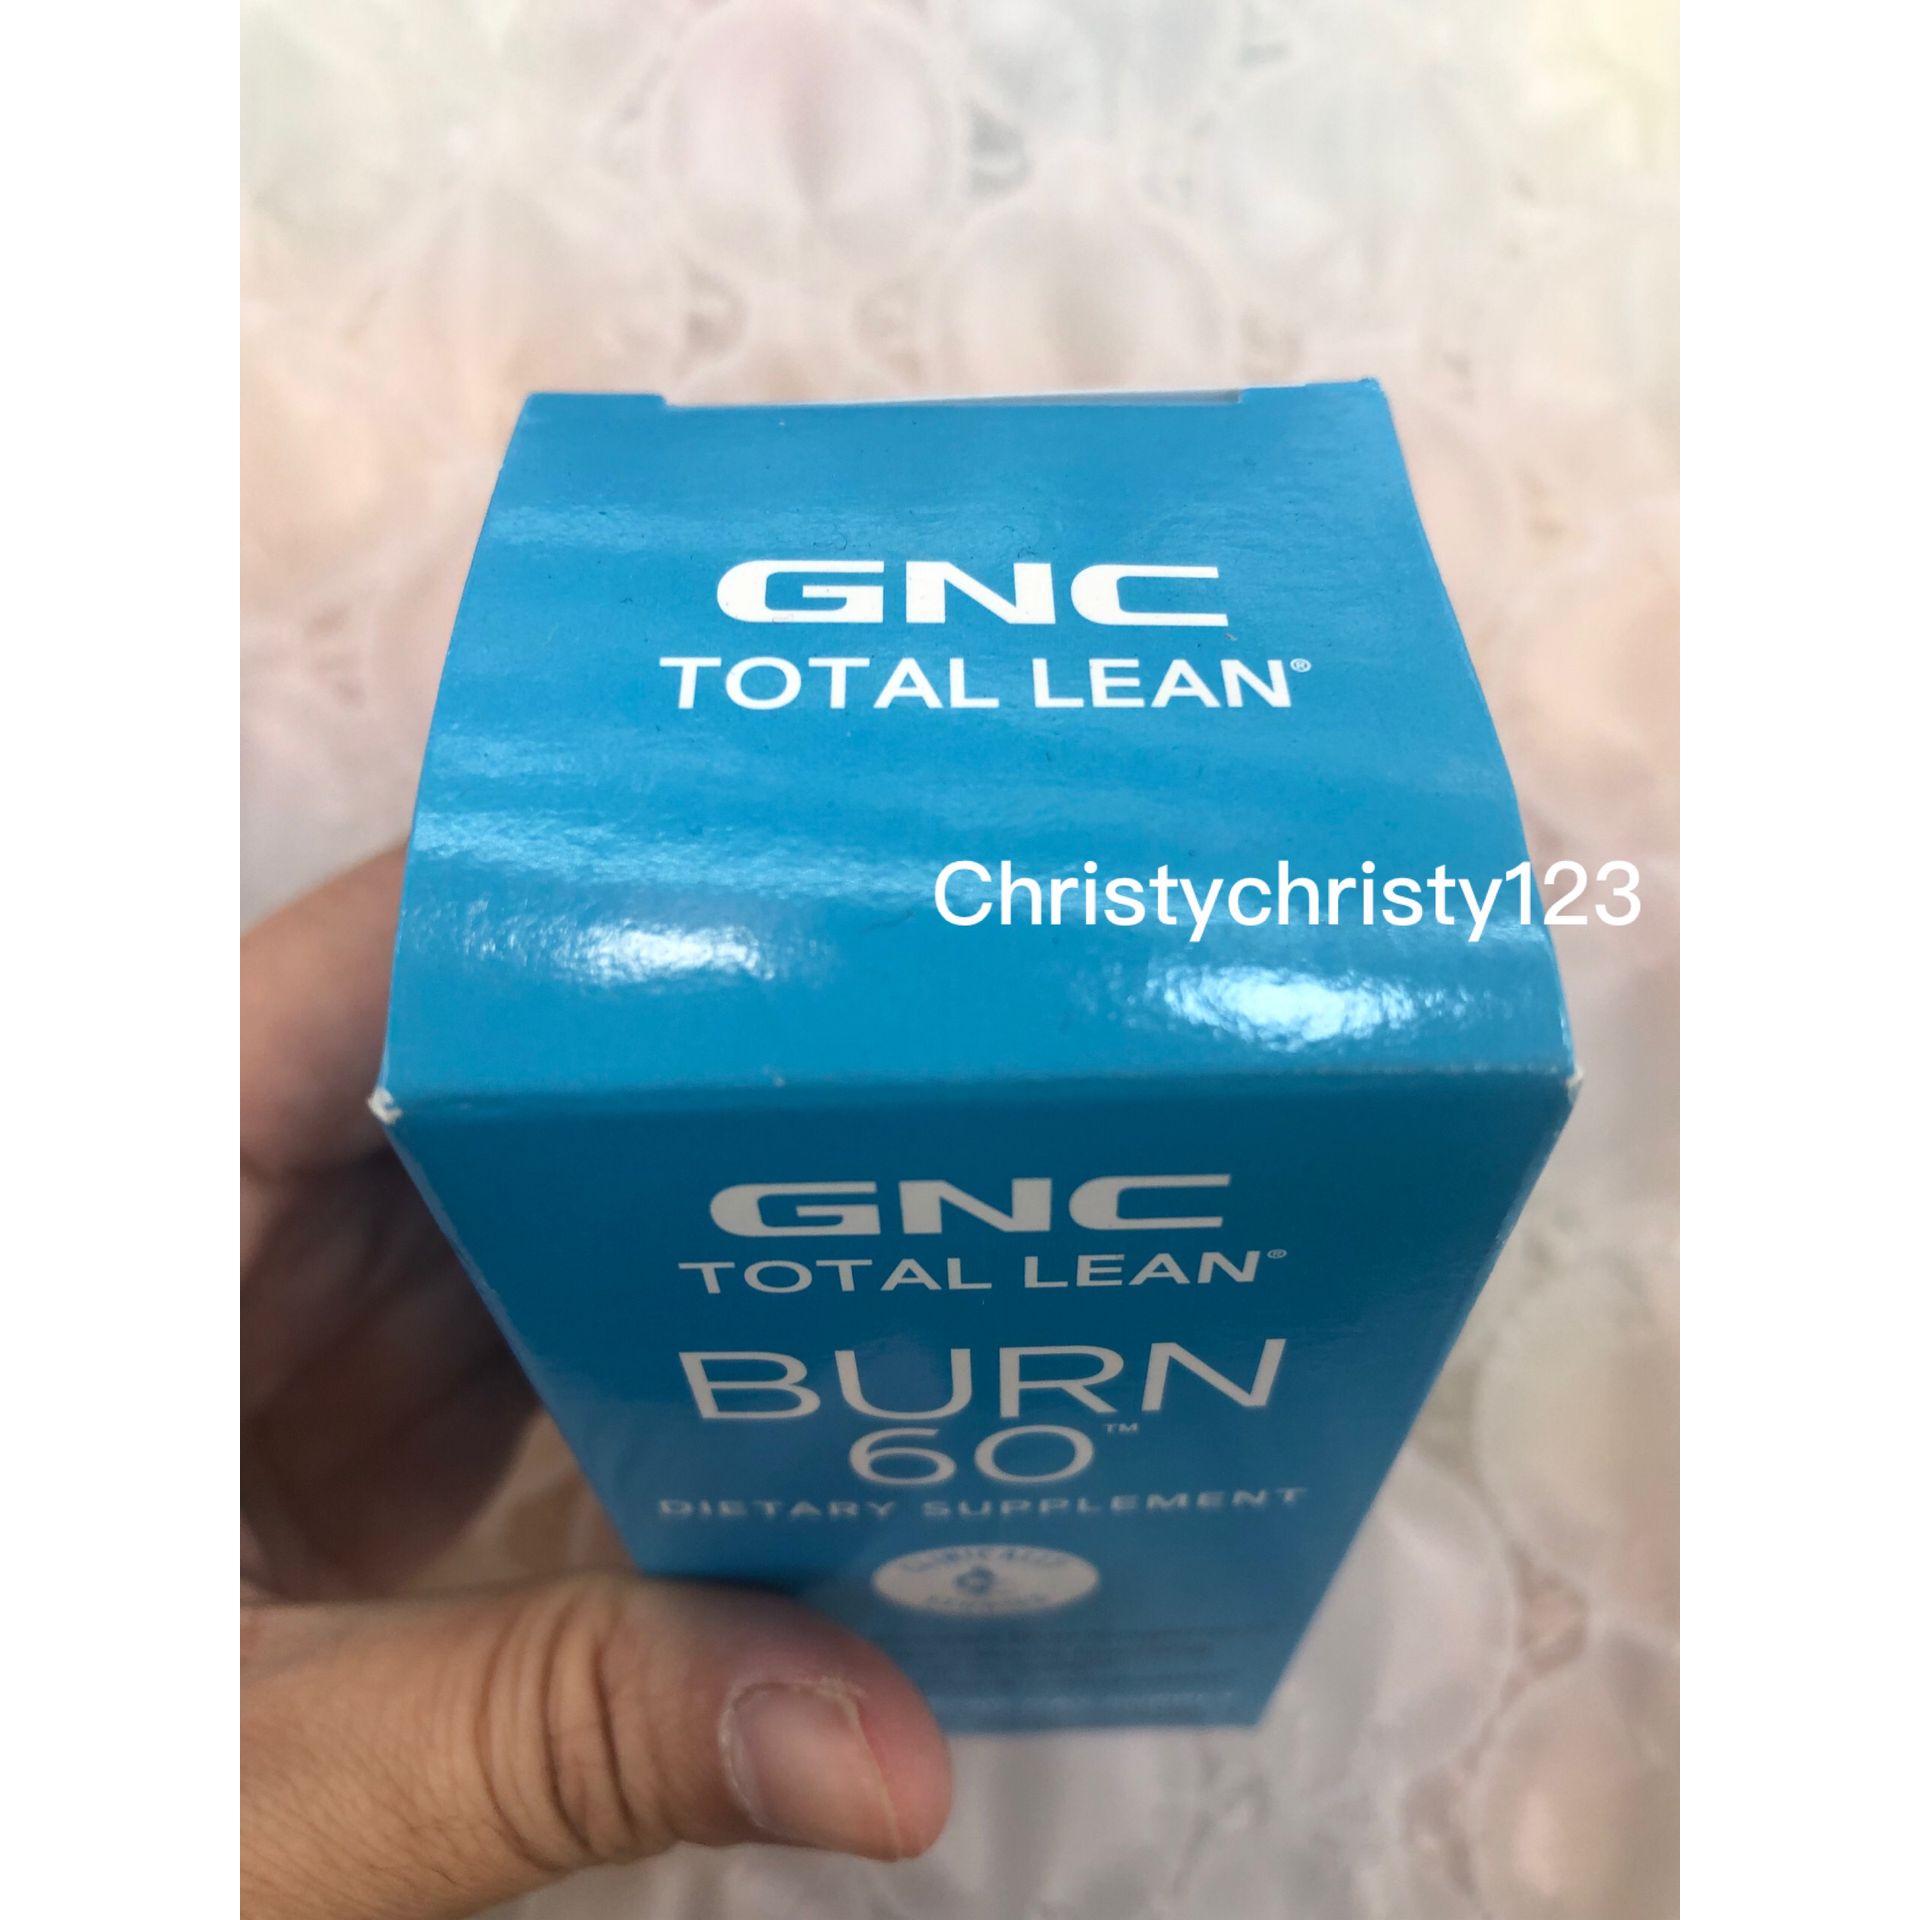 GNC
TOTAL LEAN®
Christychristy123
GNC
TOTAL LEAN®
BURN
60™
DIETARY SUPPLEMENT